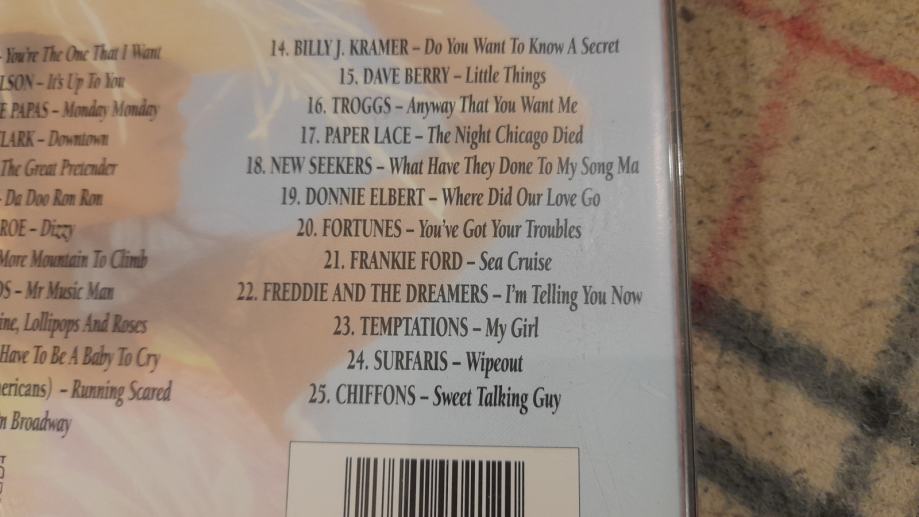 - You're The One That I Want
LSON – It's Up To You
E PAPAS – Monday Monday
LARK – Downtown
The Great Pretender
- Da Doo Ron Ron
ROE – Dizzy
More Mountain To Climb
OS – Mr Music Man
ine, Lollipops And Roses
Have To Be A Baby To Cry
ericans) – Running Scared
n Broadway
14. BILLY J. KRAMER – Do You Want To Know A Secret
15. DAVE BERRY – Little Things
16. TROGGS – Anyway That You Want Me
17. PAPER LACE – The Night Chicago Died
18. NEW SEEKERS – What Have They Done To My Song Ma
19. DONNIE ELBERT – Where Did Our Love Go
20. FORTUNES – You've Got Your Troubles
21. FRANKIE FORD – Sea Cruise
22. FREDDIE AND THE DREAMERS – I'm Telling You Now
23. TEMPTATIONS – My Girl
24. SURFARIS – Wipeout
25. CHIFFONS – Sweet Talking Guy